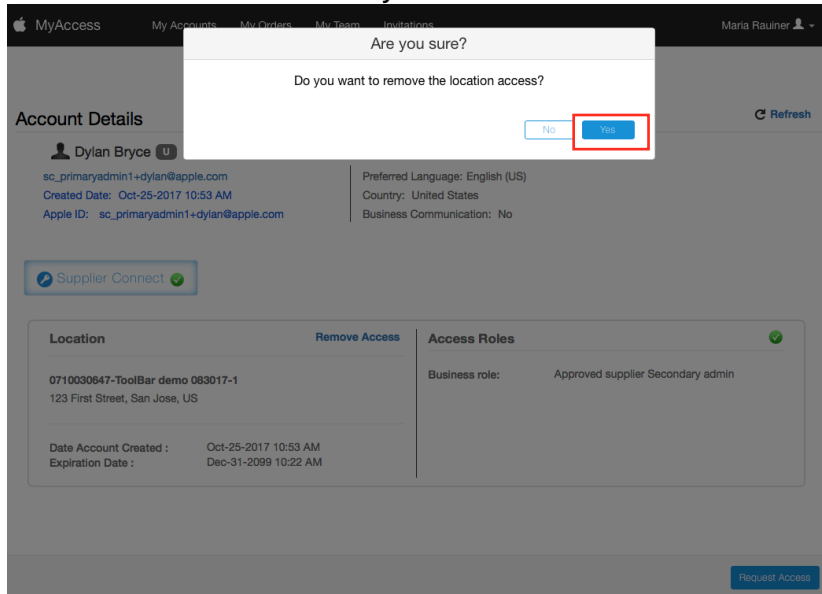 MyAccess My Accounts My Orders My Team Invitations Maria Rauiner
Are you sure?
Do you want to remove the location access?
No Yes
Account Details Refresh
Dylan Bryce U
sc_primaryadmin1+dylan@apple.com Preferred Language: English (US)
Created Date: Oct-25-2017 10:53 AM Country: United States
Apple ID: sc_primaryadmin1+dylan@apple.com Business Communication: No
Supplier Connect
Location Remove Access Access Roles
0710030647-ToolBar demo 083017-1 Business role: Approved supplier Secondary admin
123 First Street, San Jose, US
Date Account Created : Oct-25-2017 10:53 AM
Expiration Date : Dec-31-2099 10:22 AM
Request Access